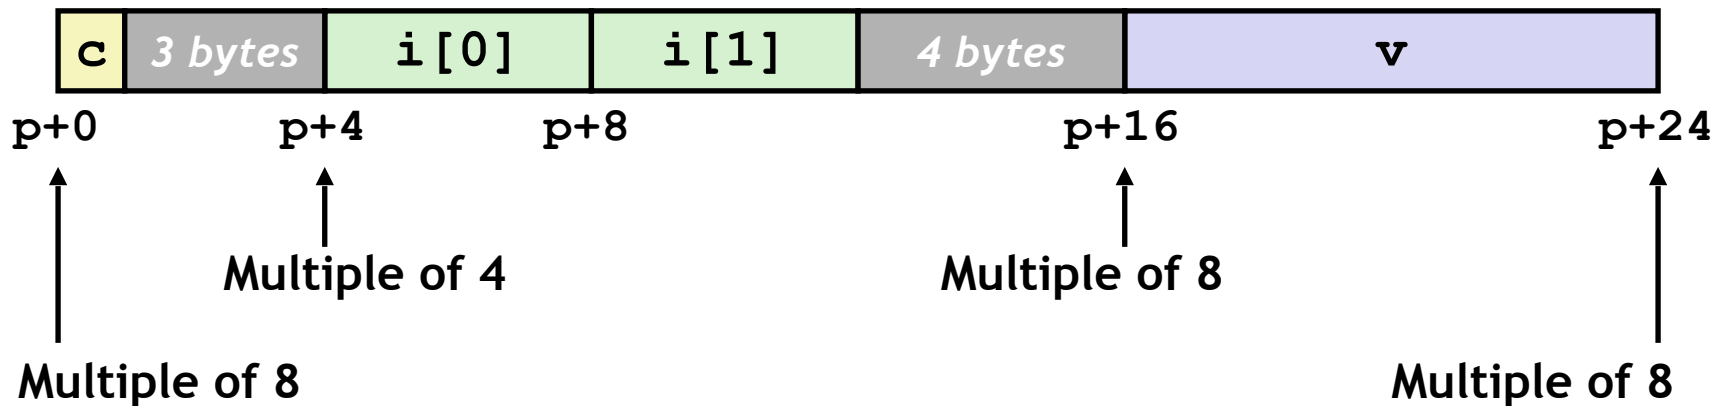 c 3 bytes i[0] i[1] 4 bytes v
p+0 p+4 p+8 p+16 p+24
Multiple of 4 Multiple of 8
Multiple of 8 Multiple of 8